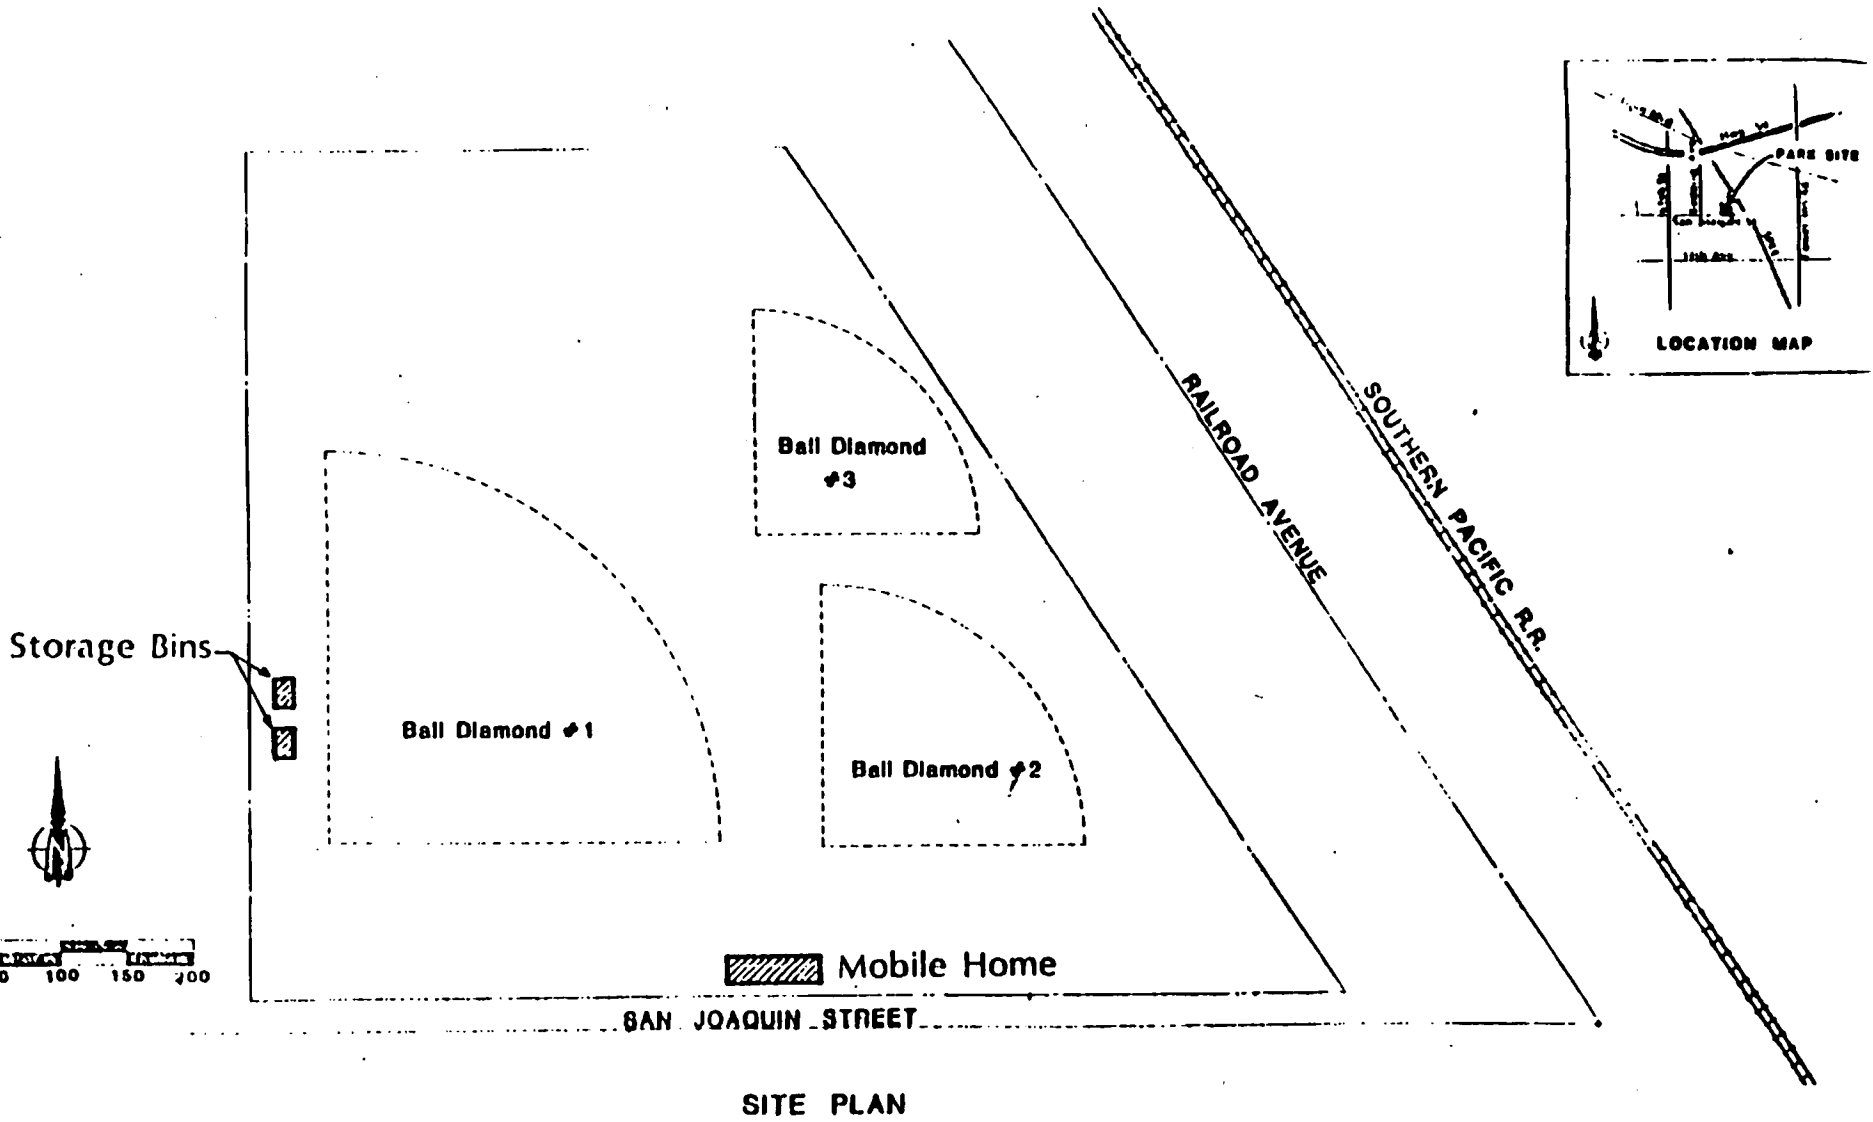 PARK SITE
LOCATION MAP
RAILROAD AVENUE
SOUTHERN PACIFIC R.R.
Ball Diamond
#3
Storage Bins
Ball Diamond #1
Ball Diamond #2
N
100 150 200
Mobile Home
SAN JOAQUIN STREET
SITE PLAN